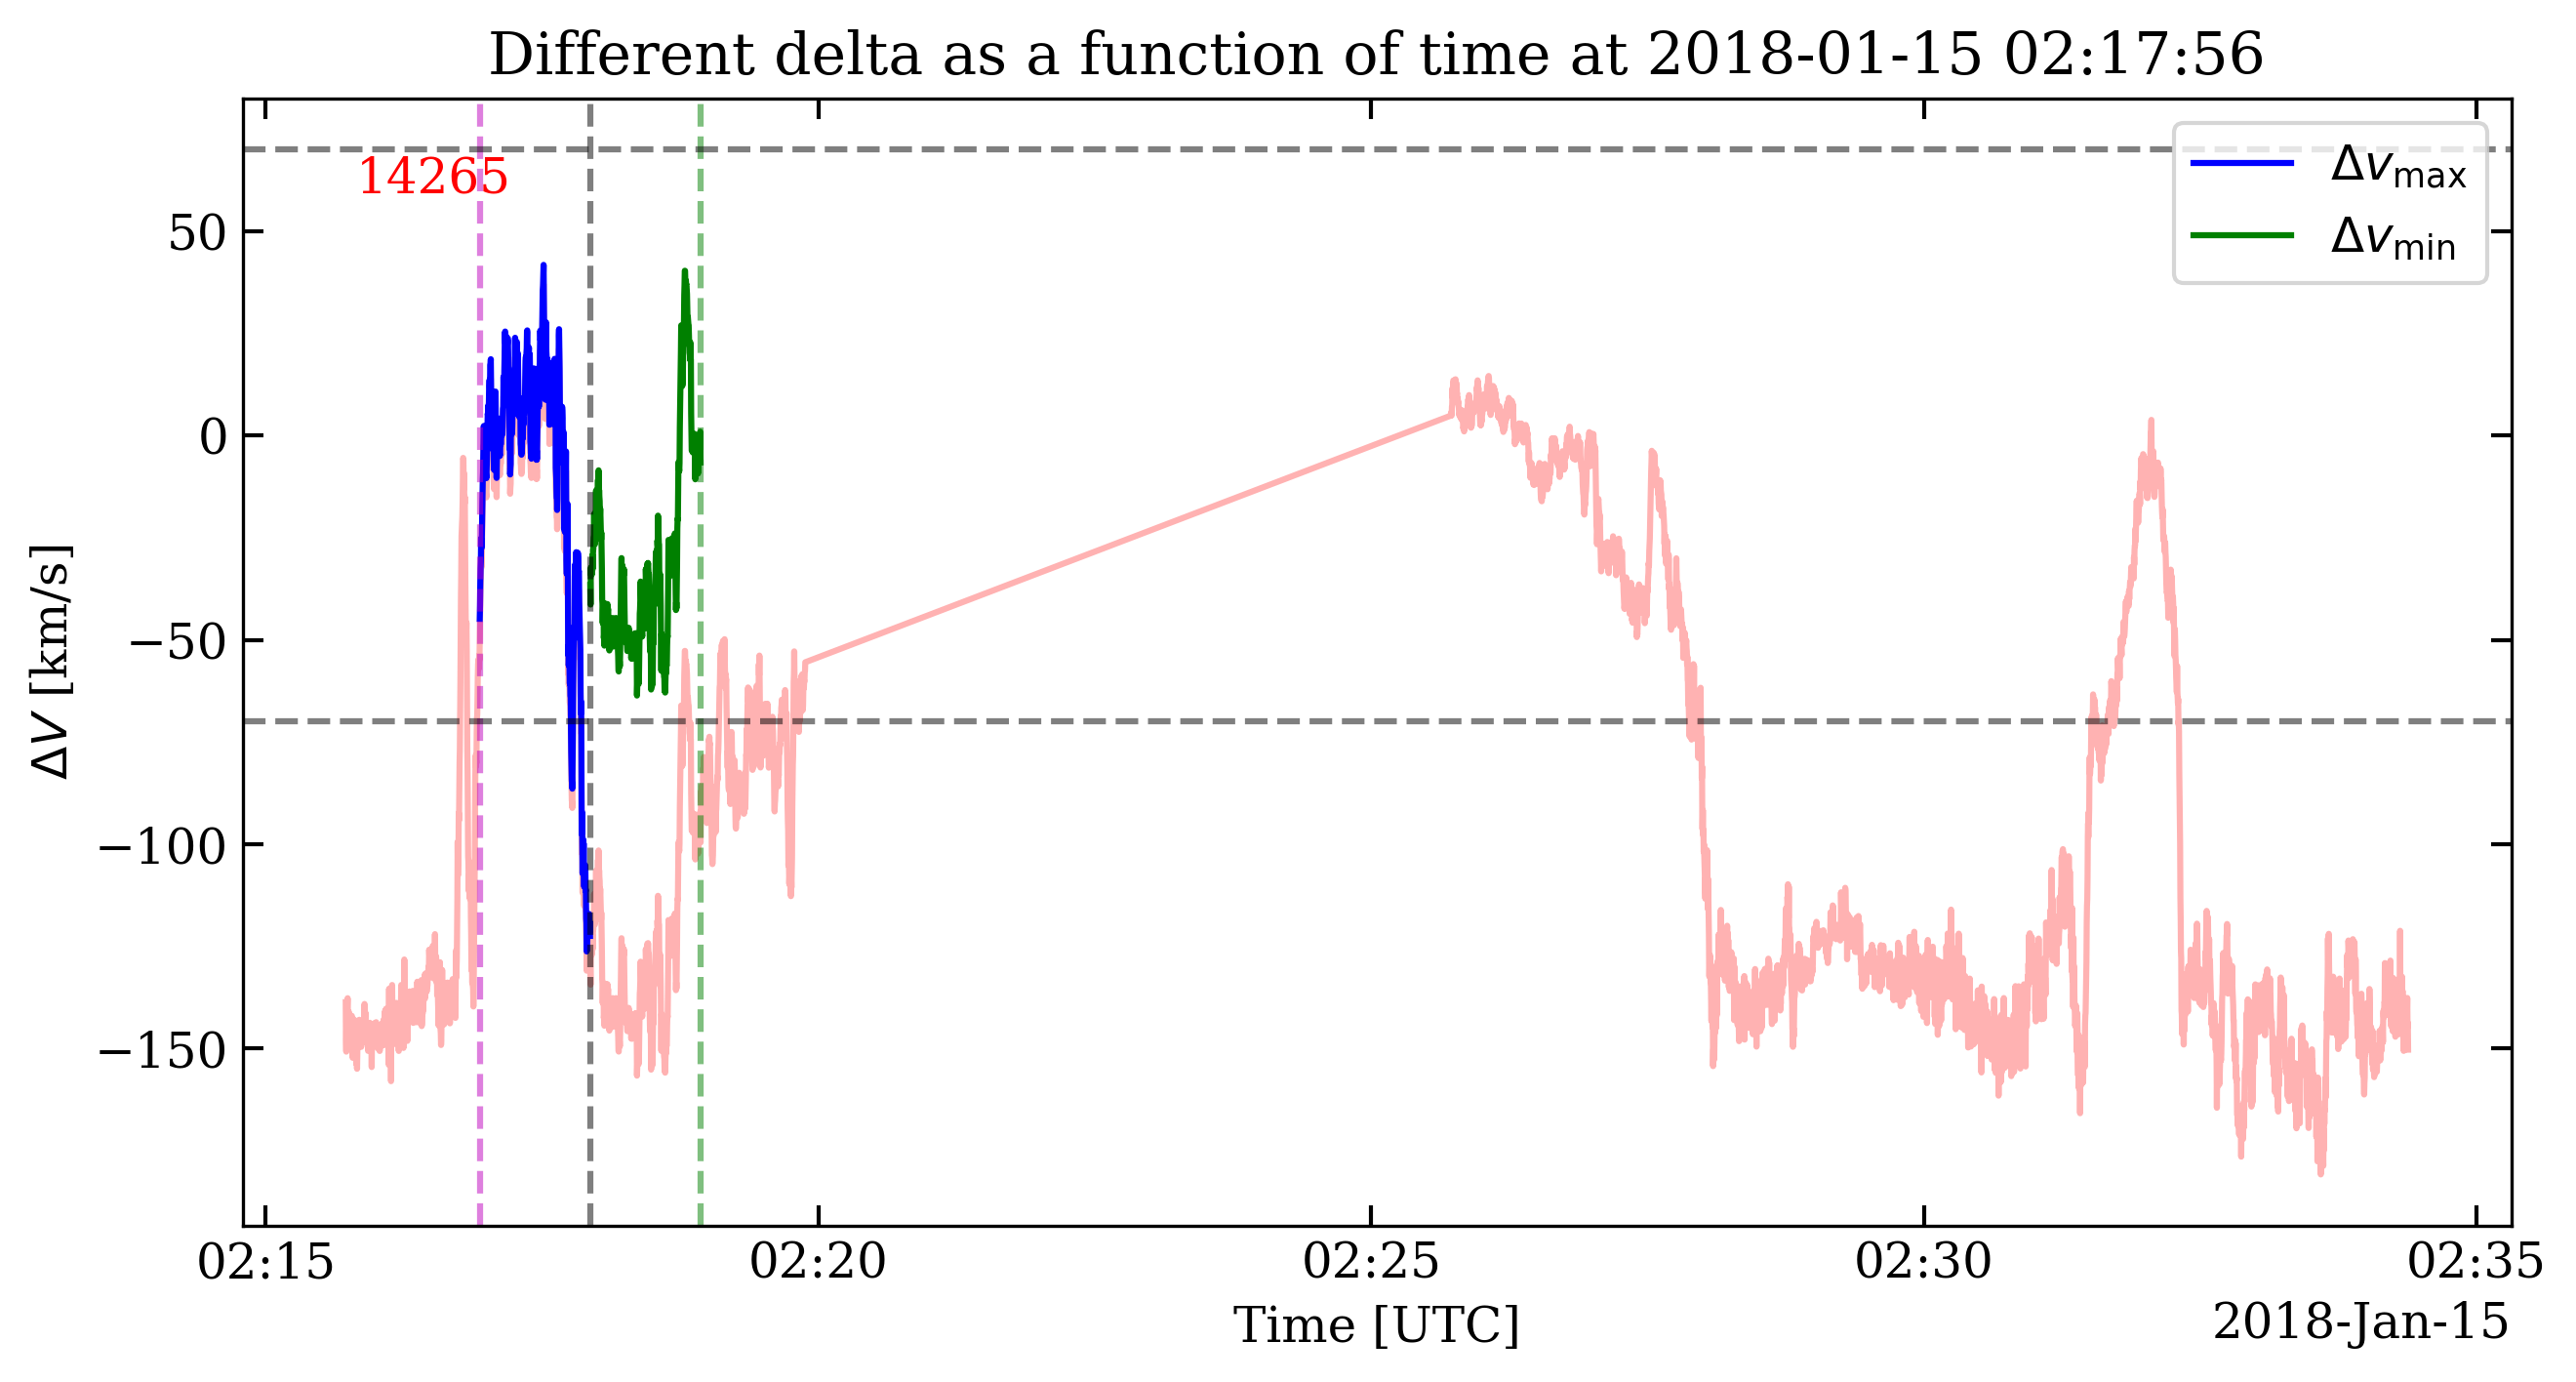 Different delta as a function of time at 2018-01-15 02:17:56
14265
Δv_max
Δv_min
50
0
−50
−100
−150
ΔV [km/s]
02:15 02:20 02:25 02:30 02:35
Time [UTC]
2018-Jan-15